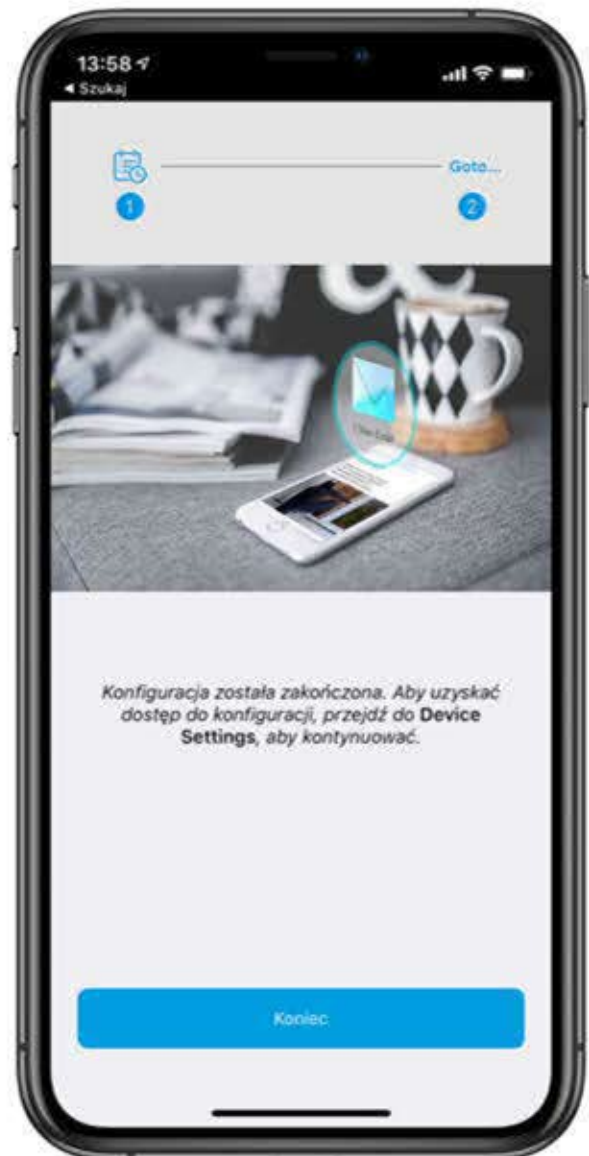 13:58
◀ Szukaj
Goto...
1
2
Konfiguracja została zakończona. Aby uzyskać
dostęp do konfiguracji, przejdź do Device
Settings, aby kontynuować.
Koniec